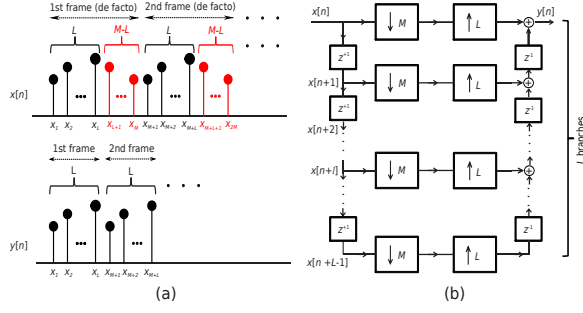 1st frame (de facto) 2nd frame (de facto)
L M-L L M-L
x[n]
x1 x2 xL xL+1 xM xM+1 xM+2 xM+L xM+L+1 x2M
1st frame 2nd frame
L L
y[n]
x1 x2 xL xM+1 xM+2 xM+L
(a)
x[n] y[n]
↓ M ↑ L
z+1 z-1
x[n+1] ↓ M ↑ L
z+1 z-1
x[n+2]
x[n+l] ↓ M ↑ L
z+1 z-1
x[n+L-1] ↓ M ↑ L
L branches
(b)